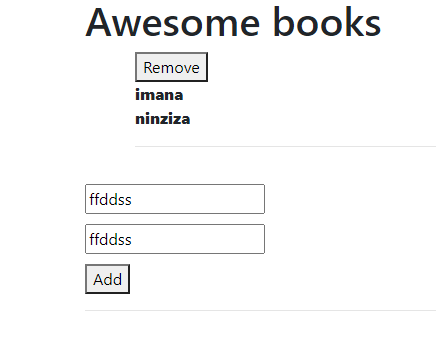 Awesome books
Remove
imana
ninziza
ffddss
ffddss
Add